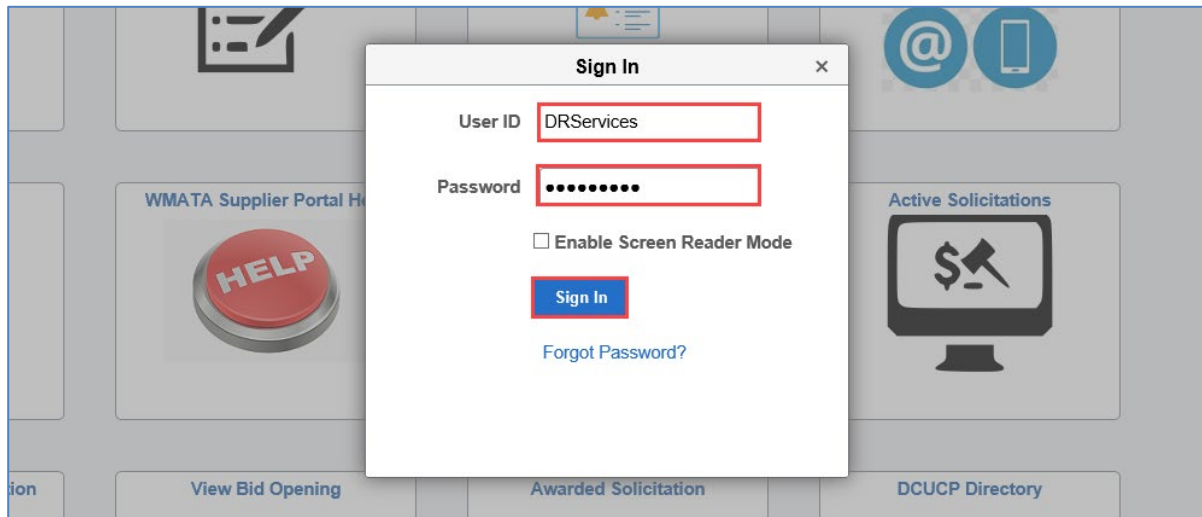 Sign In ×
User ID DRServices
Password •••••••••
Enable Screen Reader Mode
Sign In
Forgot Password?
@
WMATA Supplier Portal
HELP
Active Solicitations
$
View Bid Opening
Awarded Solicitation
DCUCP Directory